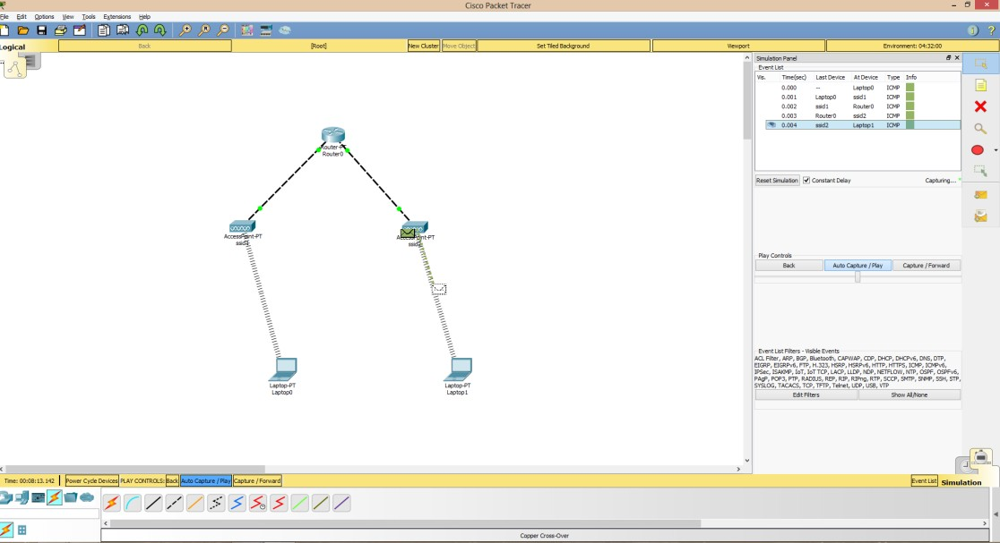 Cisco Packet Tracer
File Edit Options View Tools Extensions Help
Logical Back [Root] New Cluster Move Object Set Tiled Background Viewport Environment: 04:32:00
Simulation Panel
Event List
Vis. Time(sec) Last Device At Device Type Info
0.000 -- Laptop0 ICMP
0.001 Laptop0 ssid1 ICMP
0.002 ssid1 Router0 ICMP
0.003 Router0 ssid2 ICMP
0.004 ssid2 Laptop1 ICMP
Reset Simulation Constant Delay Capturing...
Play Controls
Back Auto Capture / Play Capture / Forward
Event List Filters - Visible Events
ACL Filter, ARP, BGP, Bluetooth, CAPWAP, CDP, DHCP, DHCPv6, DNS, DTP,
EIGRP, EIGRPv6, FTP, H.323, HSRP, HSRPv6, HTTP, HTTPS, ICMP, ICMPv6,
IPSec, ISAKMP, IoT, IoT TCP, LACP, LLDP, NDP, NETFLOW, NTP, OSPF, OSPFv6,
PAgP, POP3, PTP, RADIUS, REP, RIP, RIPng, RTP, SCCP, SMTP, SNMP, SSH, STP,
SYSLOG, TACACS, TCP, TFTP, Telnet, UDP, USB, VTP
Edit Filters Show All/None
Router-PT
Router0
AccessPoint-PT
ssid1
AccessPoint-PT
ssid2
Laptop-PT
Laptop0
Laptop-PT
Laptop1
Time: 00:08:13.142 Power Cycle Devices PLAY CONTROLS: Back Auto Capture / Play Capture / Forward Event List Simulation
Copper Cross-Over